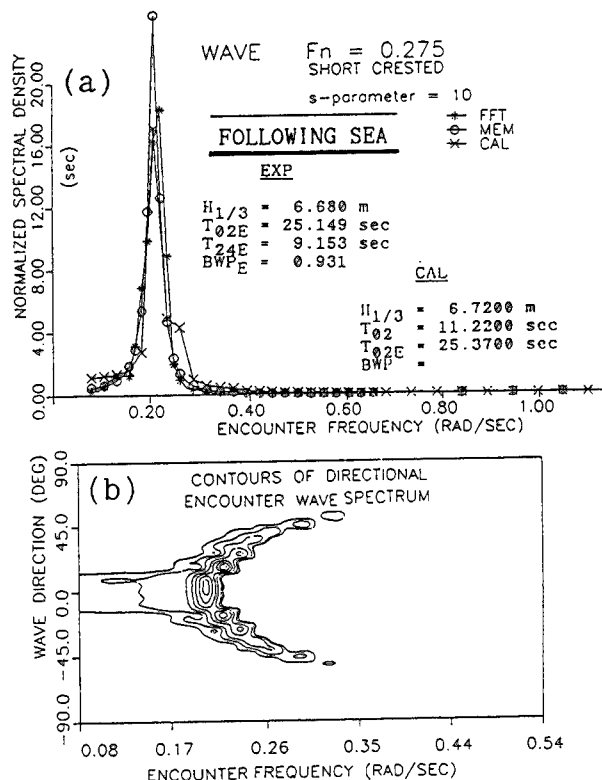 (a)
WAVE Fn = 0.275
SHORT CRESTED
s-parameter = 10
FFT
MEM
CAL
FOLLOWING SEA
EXP
H1/3 = 6.680 m
T02E = 25.149 sec
T24E = 9.153 sec
BWPE = 0.931
CAL
H1/3 = 6.7200 m
T02 = 11.2200 sec
T02E = 25.3700 sec
BWP =
NORMALIZED SPECTRAL DENSITY
(sec)
20.00
16.00
12.00
8.00
4.00
0.00
0.20 0.40 0.60 0.80 1.00
ENCOUNTER FREQUENCY (RAD/SEC)
(b)
CONTOURS OF DIRECTIONAL
ENCOUNTER WAVE SPECTRUM
WAVE DIRECTION (DEG)
90.0
45.0
0.0
-45.0
-90.0
0.08 0.17 0.26 0.35 0.44 0.54
ENCOUNTER FREQUENCY (RAD/SEC)